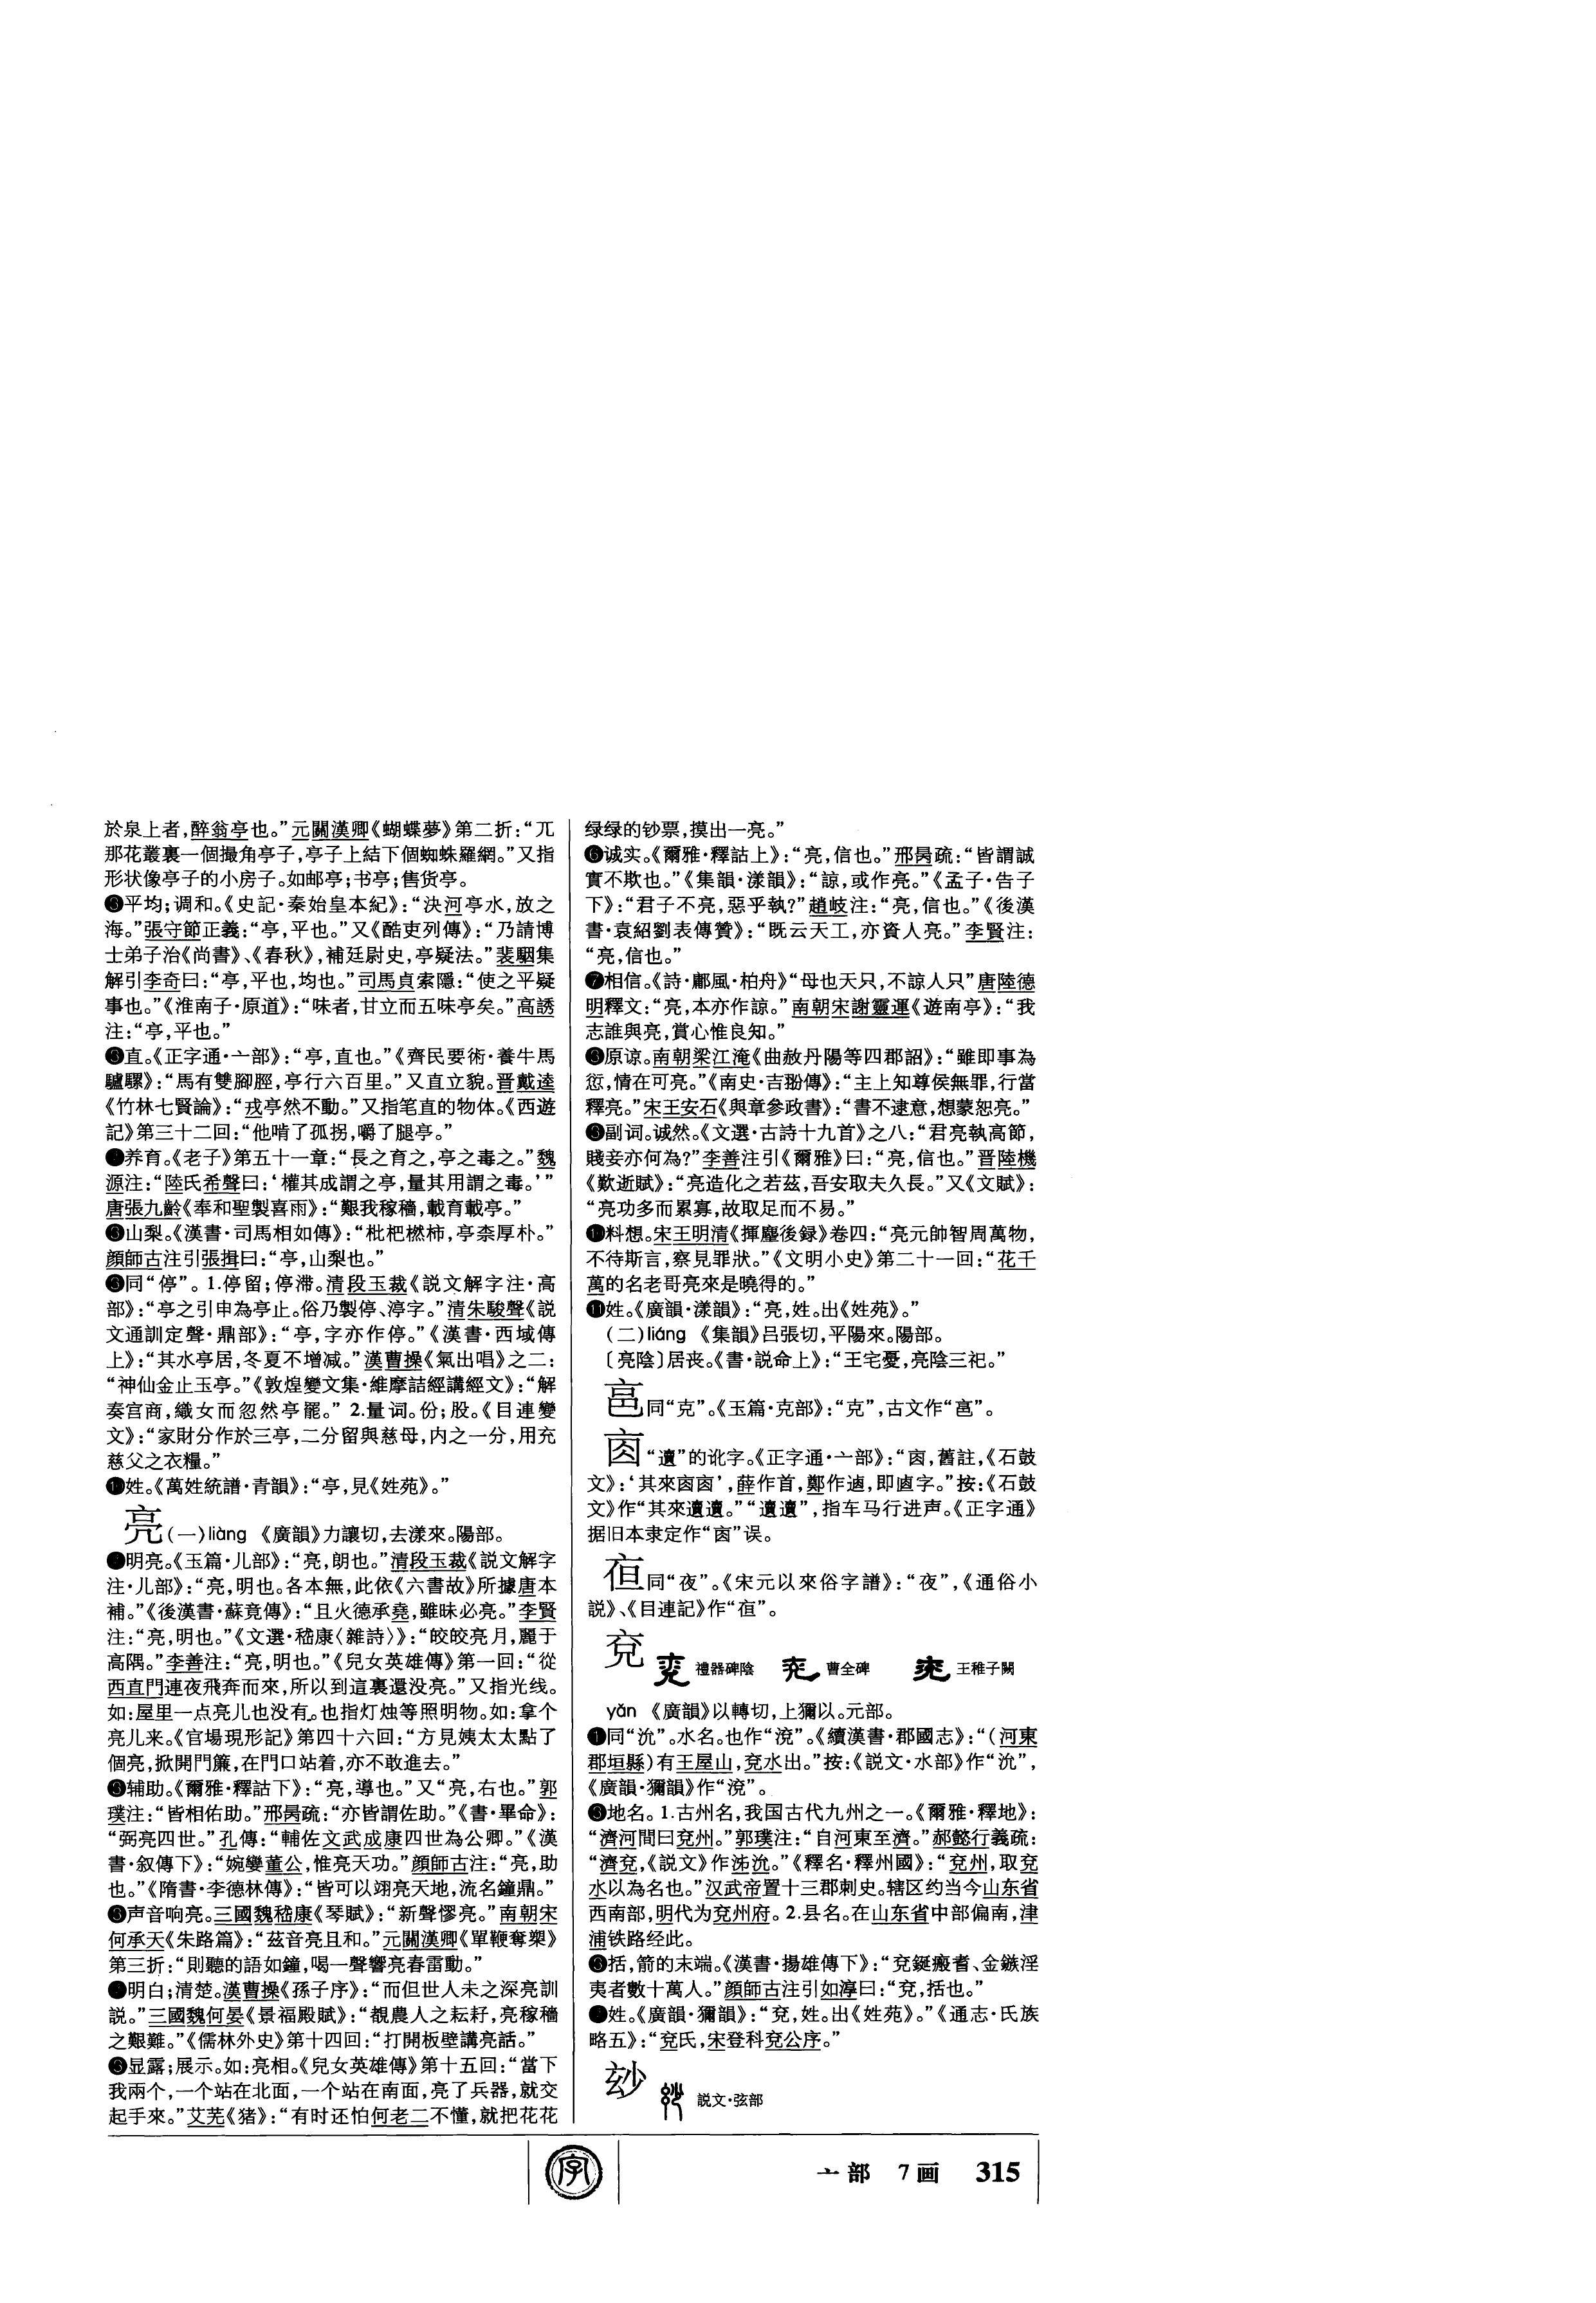 於泉上者，醉翁亭也。”元關漢卿《蝴蝶夢》第二折：“兀
那花叢裏一個撮角亭子，亭子上結下個蜘蛛羅網。”又指
形状像亭子的小房子。如邮亭；书亭；售货亭。
平均；调和。《史記·秦始皇本紀》：“決河亭水，放之
海。”張守節正義：“亭，平也。”又《酷吏列傳》：“乃請博
士弟子治《尚書》、《春秋》，補廷尉史，亭疑法。”裴駰集
解引李奇曰：“亭，平也，均也。”司馬貞索隱：“使之平疑
事也。”《淮南子·原道》：“味者，甘立而五味亭矣。”高誘
注：“亭，平也。”
直。《正字通·亠部》：“亭，直也。”《齊民要術·養牛馬
驢騾》：“馬有雙腳脛，亭行六百里。”又直立貌。晋戴逵
《竹林七賢論》：“戎亭然不動。”又指笔直的物体。《西遊
記》第三十二回：“他啃了孤拐，嚼了腿亭。”
养育。《老子》第五十一章：“長之育之，亭之毒之。”魏
源注：“陸氏希聲曰：‘權其成謂之亭，量其用謂之毒。’”
唐張九齡《奉和聖製喜雨》：“艱我稼穡，載育載亭。”
山梨。《漢書·司馬相如傳》：“枇杷橪柿，亭柰厚朴。”
顔師古注引張揖曰：“亭，山梨也。”
同“停”。1.停留；停滞。清段玉裁《説文解字注·高
部》：“亭之引申為亭止。俗乃製停、渟字。”清朱駿聲《説
文通訓定聲·鼎部》：“亭，字亦作停。”《漢書·西域傳
上》：“其水亭居，冬夏不增减。”漢曹操《氣出唱》之二：
“神仙金止玉亭。”《敦煌變文集·維摩詰經講經文》：“解
奏宫商，織女而忽然亭罷。” 2.量词。份；股。《目連變
文》：“家財分作於三亭，二分留與慈母，内之一分，用充
慈父之衣糧。”
姓。《萬姓統譜·青韻》：“亭，見《姓苑》。”
亮(一)liàng 《廣韻》力讓切，去漾來。陽部。
明亮。《玉篇·儿部》：“亮，朗也。”清段玉裁《説文解字
注·儿部》：“亮，明也。各本無，此依《六書故》所據唐本
補。”《後漢書·蘇竟傳》：“且火德承堯，雖昧必亮。”李賢
注：“亮，明也。”《文選·嵇康〈雜詩〉》：“皎皎亮月，麗于
高隅。”李善注：“亮，明也。”《兒女英雄傳》第一回：“從
西直門連夜飛奔而來，所以到這裏還没亮。”又指光线。
如：屋里一点亮儿也没有。也指灯烛等照明物。如：拿个
亮儿来。《官場現形記》第四十六回：“方見姨太太點了
個亮，掀開門簾，在門口站着，亦不敢進去。”
辅助。《爾雅·釋詁下》：“亮，導也。”又“亮，右也。”郭
璞注：“皆相佑助。”邢昺疏：“亦皆謂佐助。”《書·畢命》：
“弼亮四世。”孔傳：“輔佐文武成康四世為公卿。”《漢
書·叙傳下》：“婉孌董公，惟亮天功。”顔師古注：“亮，助
也。”《隋書·李德林傳》：“皆可以翊亮天地，流名鐘鼎。”
声音响亮。三國魏嵇康《琴賦》：“新聲憀亮。”南朝宋
何承天《朱路篇》：“茲音亮且和。”元關漢卿《單鞭奪槊》
第三折：“則聽的語如鐘，喝一聲響亮春雷動。”
明白；清楚。漢曹操《孫子序》：“而但世人未之深亮訓
説。”三國魏何晏《景福殿賦》：“覩農人之耘耔，亮稼穡
之艱難。”《儒林外史》第十四回：“打開板壁講亮話。”
显露；展示。如：亮相。《兒女英雄傳》第十五回：“當下
我兩个，一个站在北面，一个站在南面，亮了兵器，就交
起手來。”艾芜《猪》：“有时还怕何老二不懂，就把花花
绿绿的钞票，摸出一亮。”
❻诚实。《爾雅·釋詁上》：“亮，信也。”邢昺疏：“皆謂誠
實不欺也。”《集韻·漾韻》：“諒，或作亮。”《孟子·告子
下》：“君子不亮，惡乎執？”趙岐注：“亮，信也。”《後漢
書·袁紹劉表傳贊》：“既云天工，亦資人亮。”李賢注：
“亮，信也。”
❼相信。《詩·鄘風·柏舟》“母也天只，不諒人只”唐陸德
明釋文：“亮，本亦作諒。”南朝宋謝靈運《遊南亭》：“我
志誰與亮，賞心惟良知。”
原谅。南朝梁江淹《曲赦丹陽等四郡詔》：“雖即事為
愆，情在可亮。”《南史·吉翂傳》：“主上知尊侯無罪，行當
釋亮。”宋王安石《與章參政書》：“書不逮意，想蒙恕亮。”
副词。诚然。《文選·古詩十九首》之八：“君亮執高節，
賤妾亦何為？”李善注引《爾雅》曰：“亮，信也。”晋陸機
《歎逝賦》：“亮造化之若茲，吾安取夫久長。”又《文賦》：
“亮功多而累寡，故取足而不易。”
料想。宋王明清《揮塵後録》卷四：“亮元帥智周萬物，
不待斯言，察見罪狀。”《文明小史》第二十一回：“花千
萬的名老哥亮來是曉得的。”
⓫姓。《廣韻·漾韻》：“亮，姓。出《姓苑》。”
(二)liáng 《集韻》吕張切，平陽來。陽部。
〔亮陰〕居丧。《書·説命上》：“王宅憂，亮陰三祀。”
同“克”。《玉篇·克部》：“克”，古文作“”。
“”的讹字。《正字通·亠部》：“，舊註，《石鼓
文》：‘其來’，薛作首，鄭作逌，即卣字。”按：《石鼓
文》作“其來。”“”，指车马行进声。《正字通》
据旧本隶定作“”误。
同“夜”。《宋元以來俗字譜》：“夜”，《通俗小
説》、《目連記》作“”。
兗 禮器碑陰 曹全碑 王稚子闕
yǎn 《廣韻》以轉切，上獮以。元部。
❶同“沇”。水名。也作“渷”。《續漢書·郡國志》：“(河東
郡垣縣)有王屋山，兗水出。”按：《説文·水部》作“沇”，
《廣韻·獮韻》作“渷”。
地名。1.古州名，我国古代九州之一。《爾雅·釋地》：
“濟河間曰兗州。”郭璞注：“自河東至濟。”郝懿行義疏：
“濟兗，《説文》作泲沇。”《釋名·釋州國》：“兗州，取兗
水以為名也。”汉武帝置十三郡刺史。辖区约当今山东省
西南部，明代为兗州府。2.县名。在山东省中部偏南，津
浦铁路经此。
括，箭的末端。《漢書·揚雄傳下》：“兗鋋瘢耆、金鏃淫
夷者數十萬人。”顔師古注引如淳曰：“兗，括也。”
姓。《廣韻·獮韻》：“兗，姓。出《姓苑》。”《通志·氏族
略五》：“兗氏，宋登科兗公序。”
玅 説文·弦部
字 亠部 7画 315